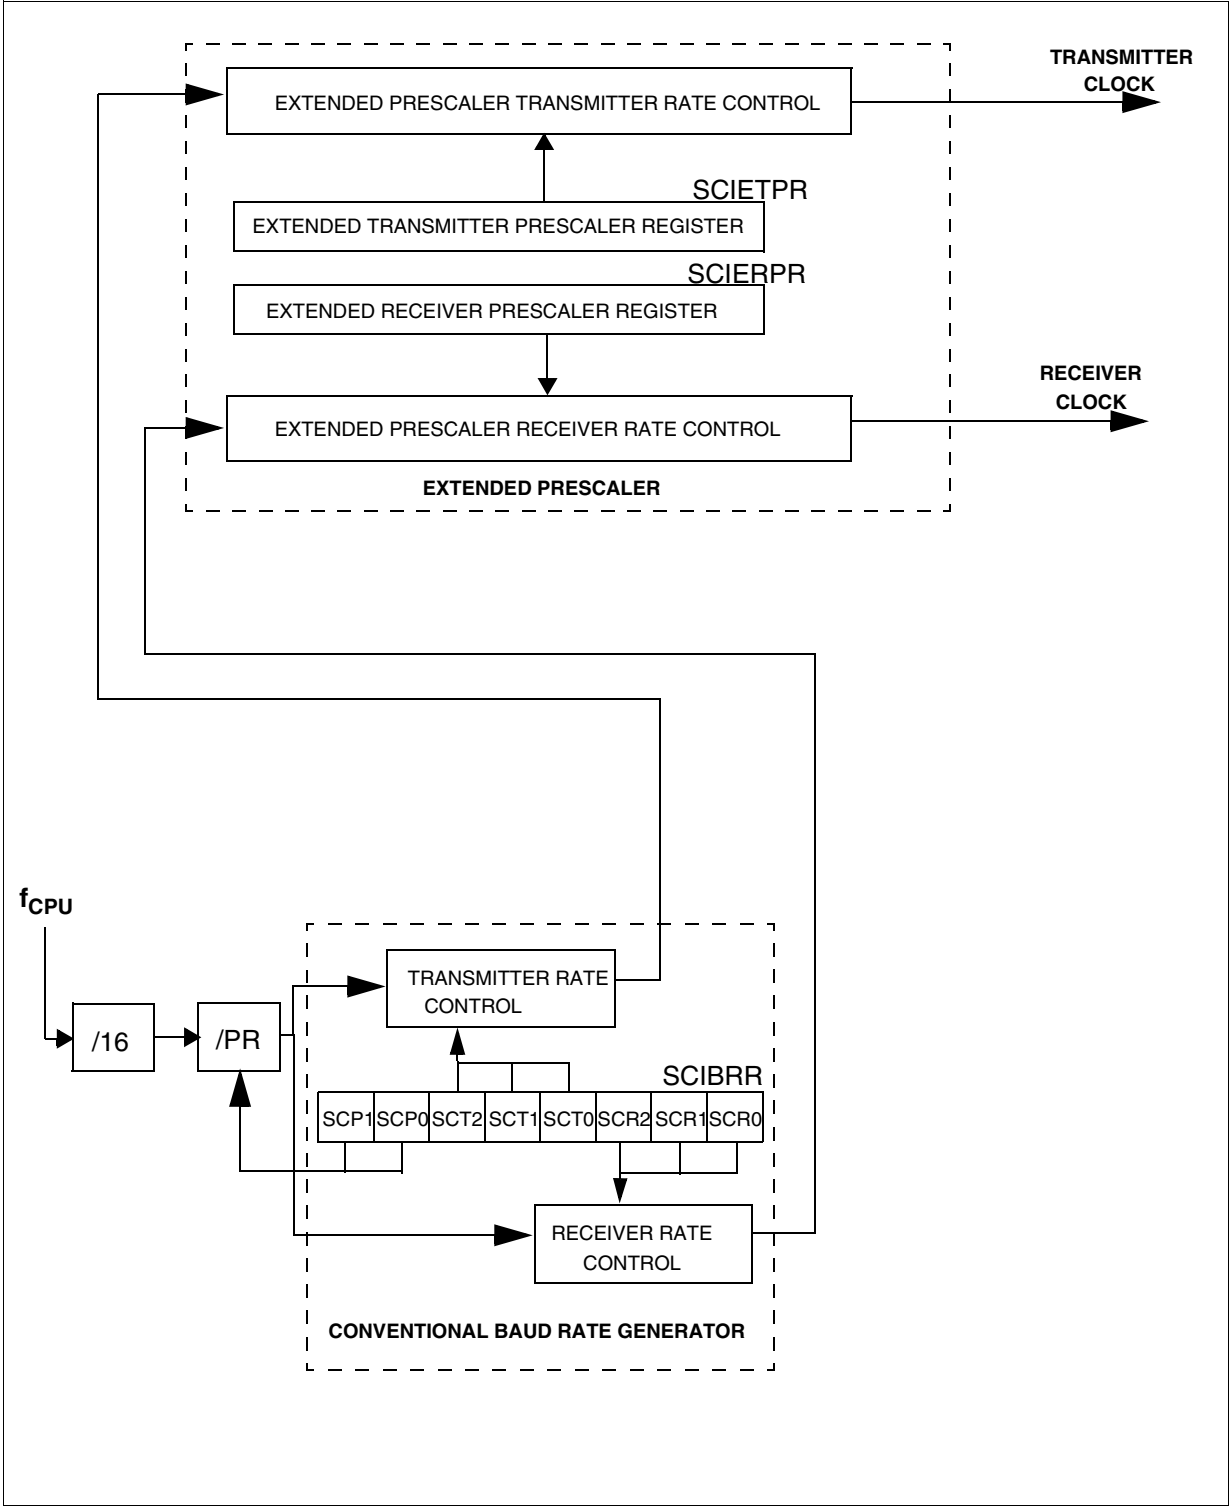 TRANSMITTER
CLOCK
EXTENDED PRESCALER TRANSMITTER RATE CONTROL
SCIETPR
EXTENDED TRANSMITTER PRESCALER REGISTER
SCIERPR
EXTENDED RECEIVER PRESCALER REGISTER
RECEIVER
CLOCK
EXTENDED PRESCALER RECEIVER RATE CONTROL
EXTENDED PRESCALER
fCPU
TRANSMITTER RATE
CONTROL
/16
/PR
SCIBRR
SCP1 SCP0 SCT2 SCT1 SCT0 SCR2 SCR1 SCR0
RECEIVER RATE
CONTROL
CONVENTIONAL BAUD RATE GENERATOR